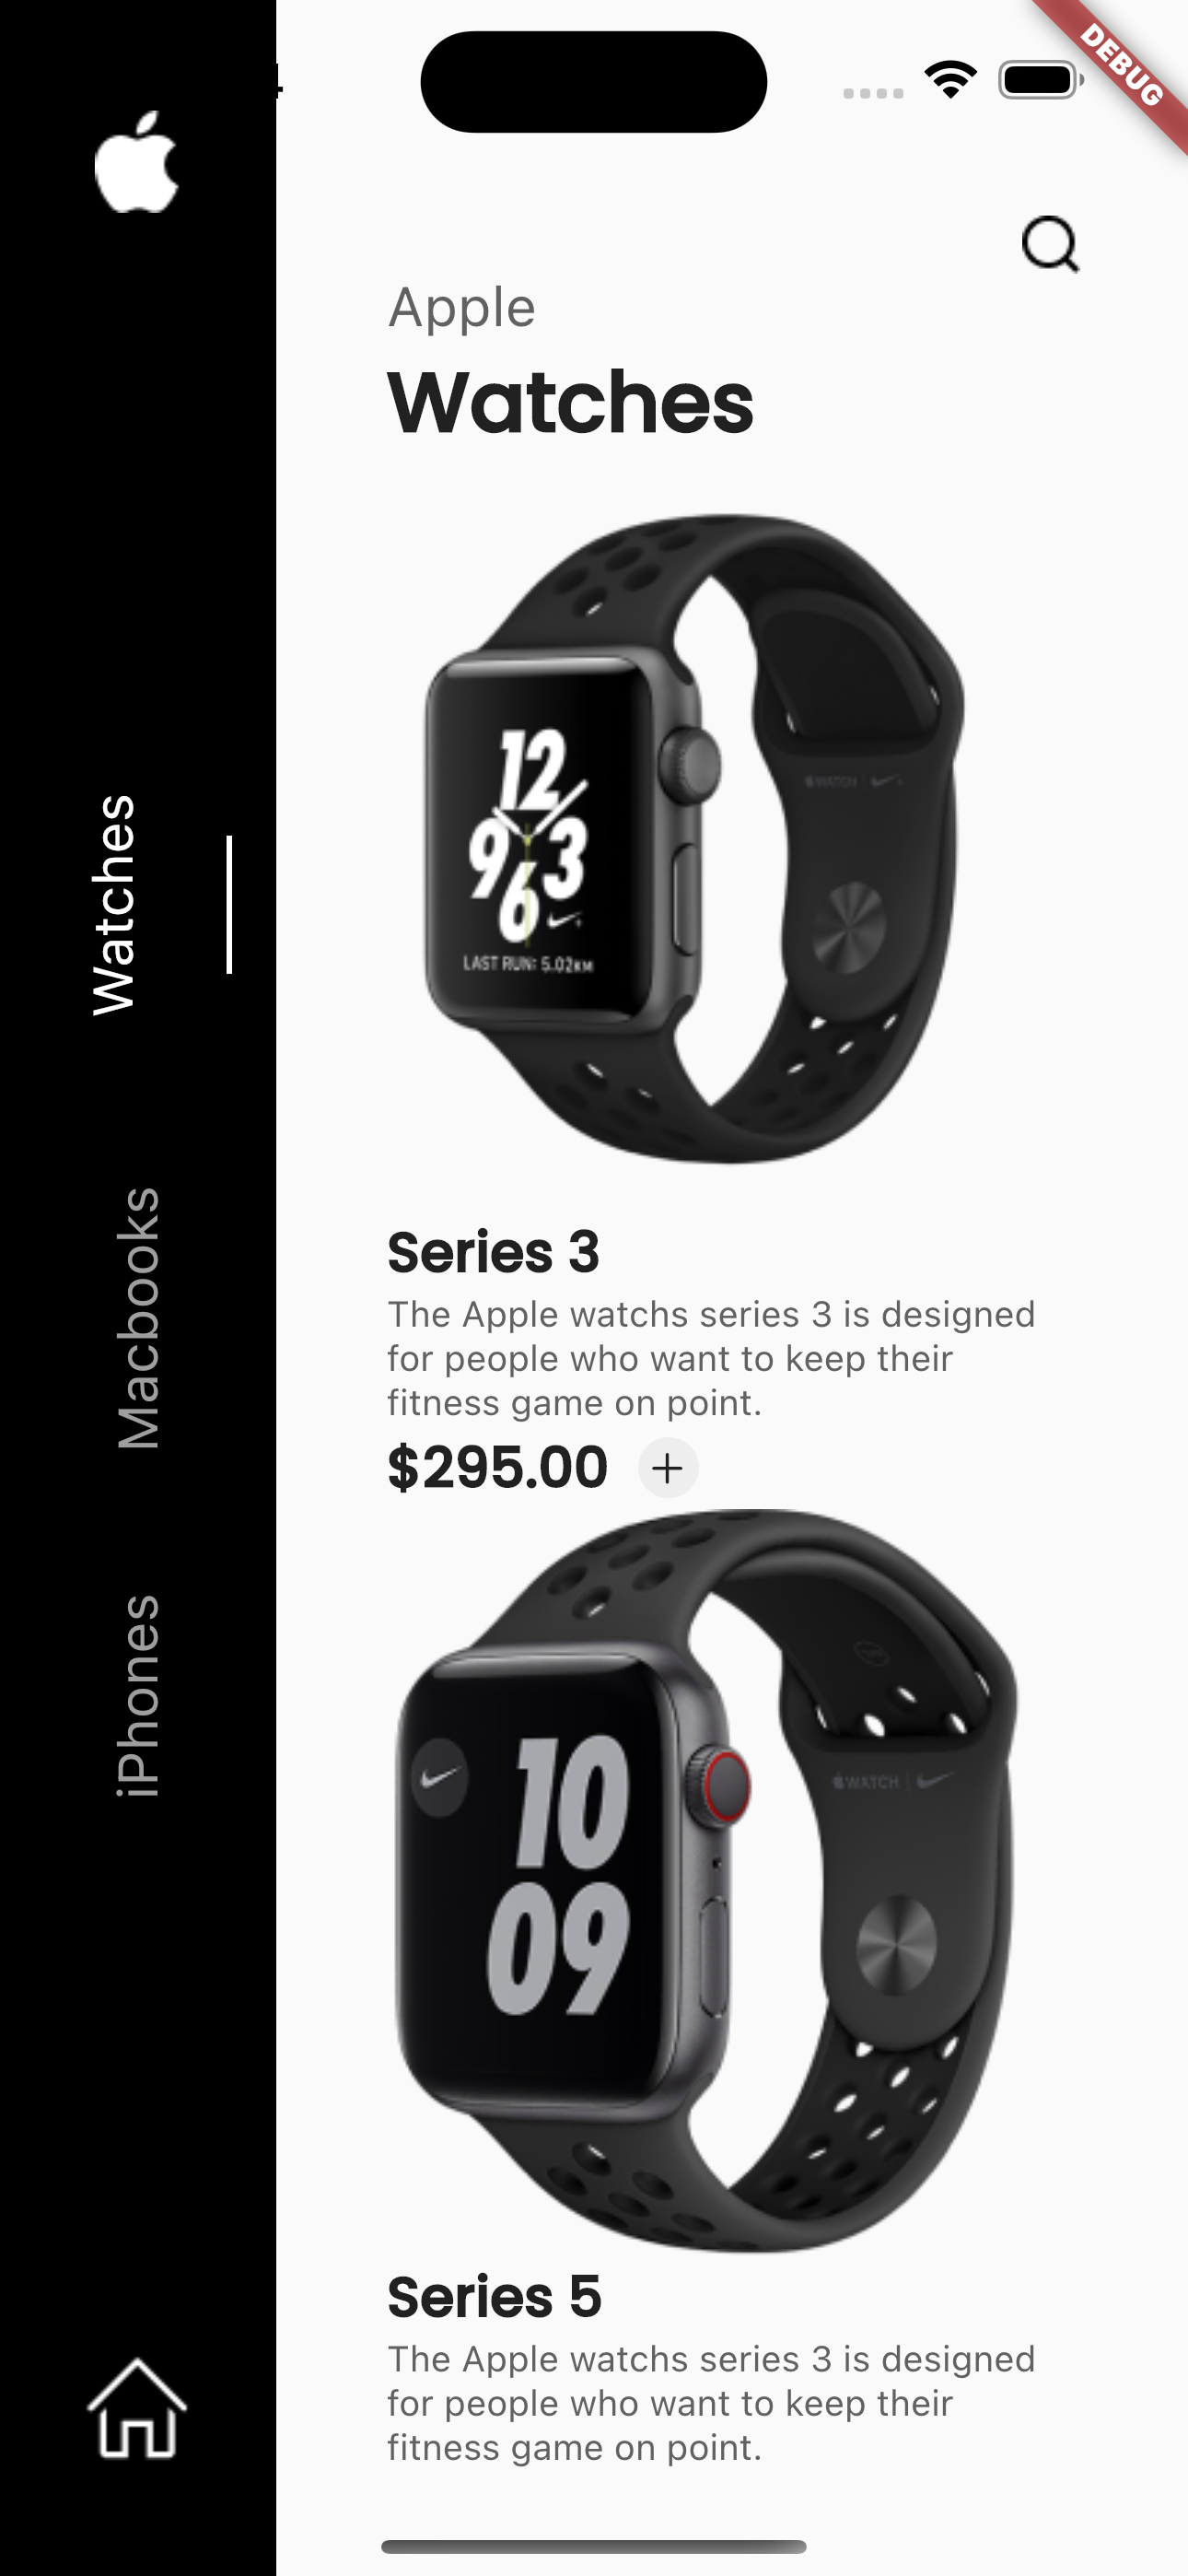 DEBUG
Apple
Watches
12
9 3
6
LAST RUN: 5.02KM
WATCH
Series 3
The Apple watchs series 3 is designed
for people who want to keep their
fitness game on point.
$295.00 +
10
09
WATCH
Series 5
The Apple watchs series 3 is designed
for people who want to keep their
fitness game on point.
Watches
Macbooks
iPhones